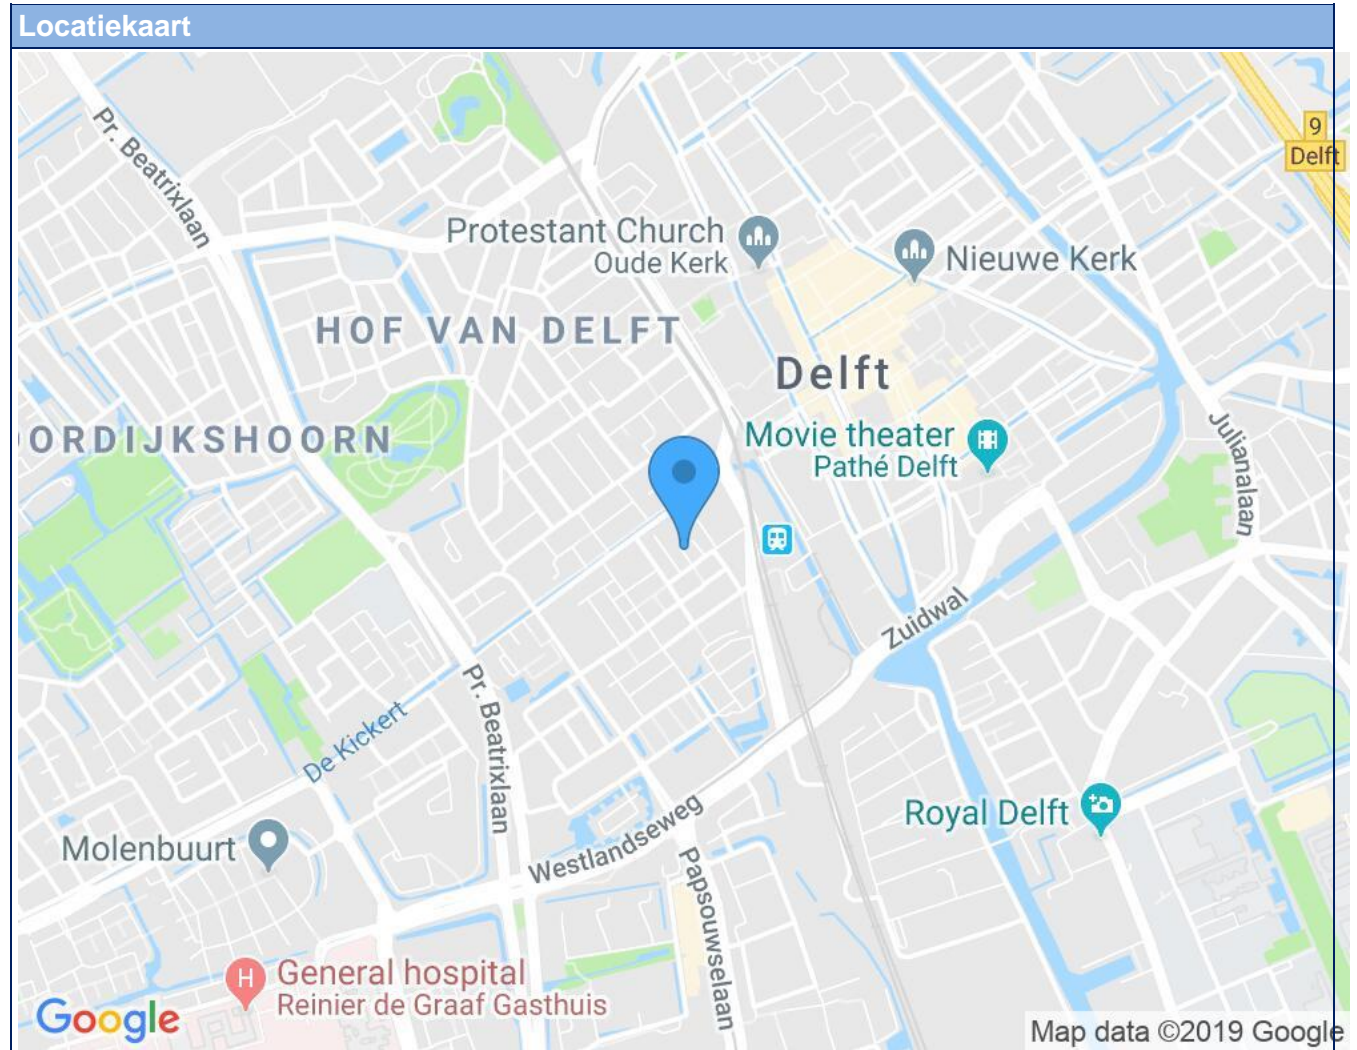 Locatiekaart
Pr. Beatrixlaan
9
Delft
Protestant Church
Oude Kerk
Nieuwe Kerk
HOF VAN DELFT
Delft
OORDIJKSHOORN
Movie theater
Pathé Delft
Julianalaan
Zuidwal
Pr. Beatrixlaan
De Kickert
Royal Delft
Molenbuurt
Westlandseweg
Papsouwselaan
H
General hospital
Reinier de Graaf Gasthuis
Google
Map data ©2019 Google